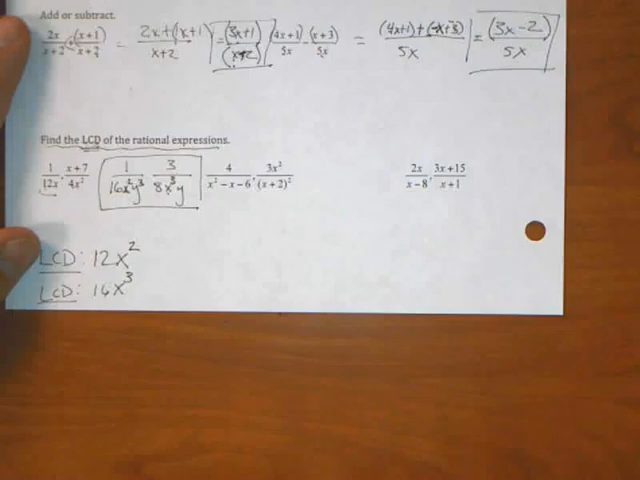 Add or subtract.
2x/x+2 + (x+1)/x+2 = 2x+(x+1)/x+2 = (3x+1)/(x+2) (4x+1)/5x - (x+3)/5x = (4x+1)+(-x+3)/5x = (3x-2)/5x
Find the LCD of the rational expressions.
1/12x, x+7/4x² 1/16x²y³ 3/8x³y 4/x²-x-6, 3x²/(x+2)² 2x/x-8, 3x+15/x+1
LCD: 12x²
LCD: 16x³